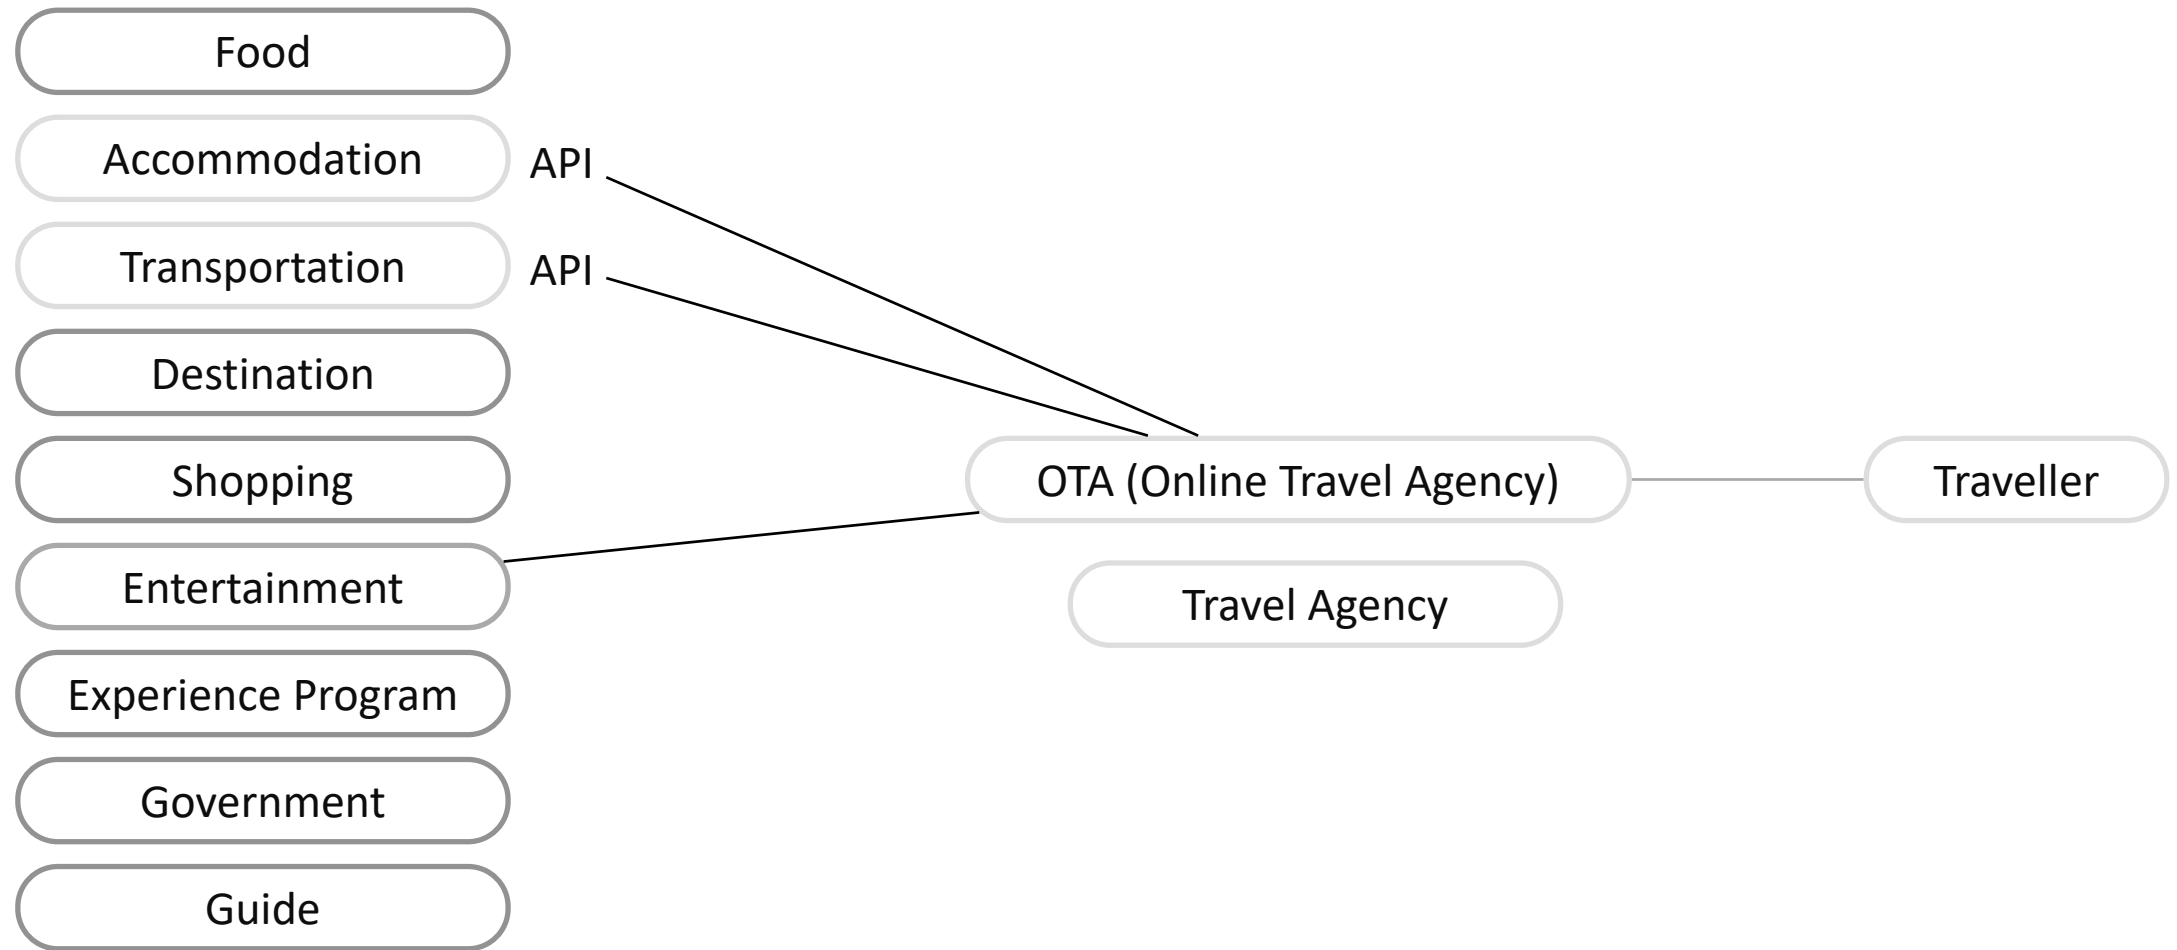 Food
Accommodation
API
Transportation
API
Destination
Shopping
OTA (Online Travel Agency)
Traveller
Entertainment
Travel Agency
Experience Program
Government
Guide